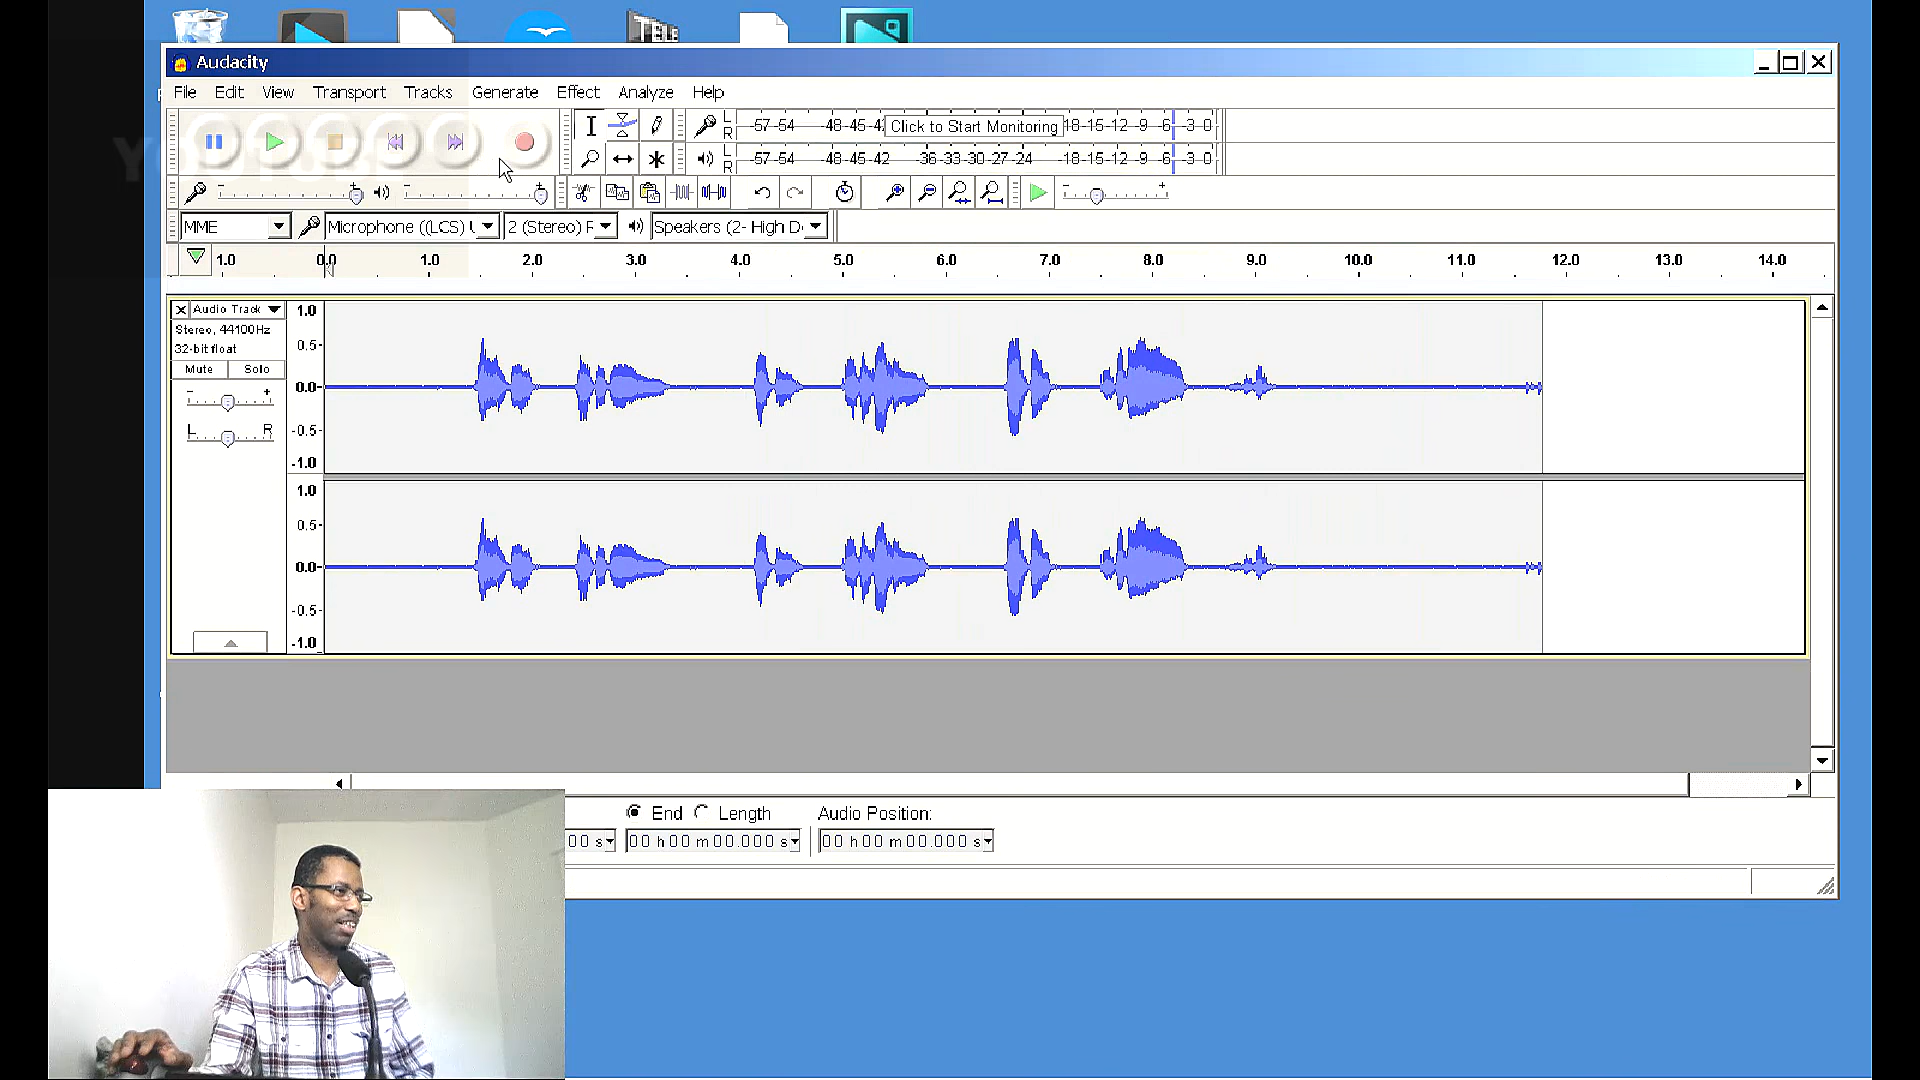 TELE
Audacity
File Edit View Transport Tracks Generate Effect Analyze Help
L
R
-57-54 -48-45-42 Click to Start Monitoring 18-15-12 -9 -6 -3 -0
L
R
-57-54 -48-45-42 -36-33-30-27-24 -18-15-12 -9 -6 -3 -0
MME Microphone ((LCS) 2 (Stereo) R Speakers (2- High D
1.0 0.0 1.0 2.0 3.0 4.0 5.0 6.0 7.0 8.0 9.0 10.0 11.0 12.0 13.0 14.0
Audio Track 1.0
Stereo, 44100Hz
32-bit float
0.5-
Mute Solo
0.0-
L R
-0.5-
-1.0
1.0
0.5-
0.0-
-0.5-
-1.0
End Length Audio Position:
00 s 00 h 00 m 00.000 s 00 h 00 m 00.000 s